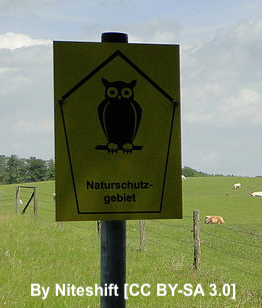 Naturschutz-
gebiet
By Niteshift [CC BY-SA 3.0]